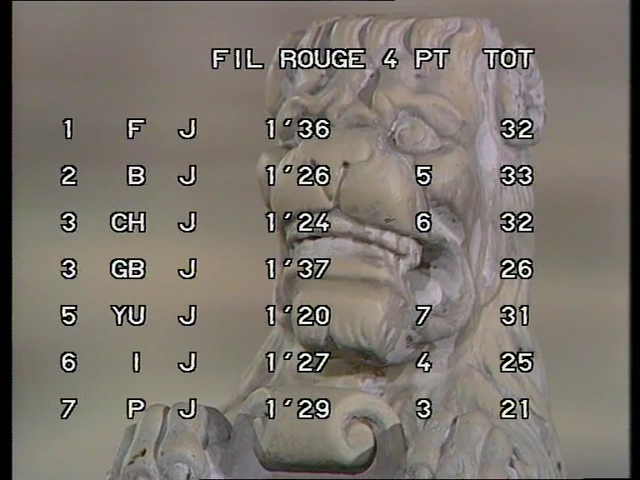 FIL ROUGE 4 PT TOT
1 F J 1'36 32
2 B J 1'26 5 33
3 CH J 1'24 6 32
3 GB J 1'37 26
5 YU J 1'20 7 31
6 I J 1'27 4 25
7 P J 1'29 3 21